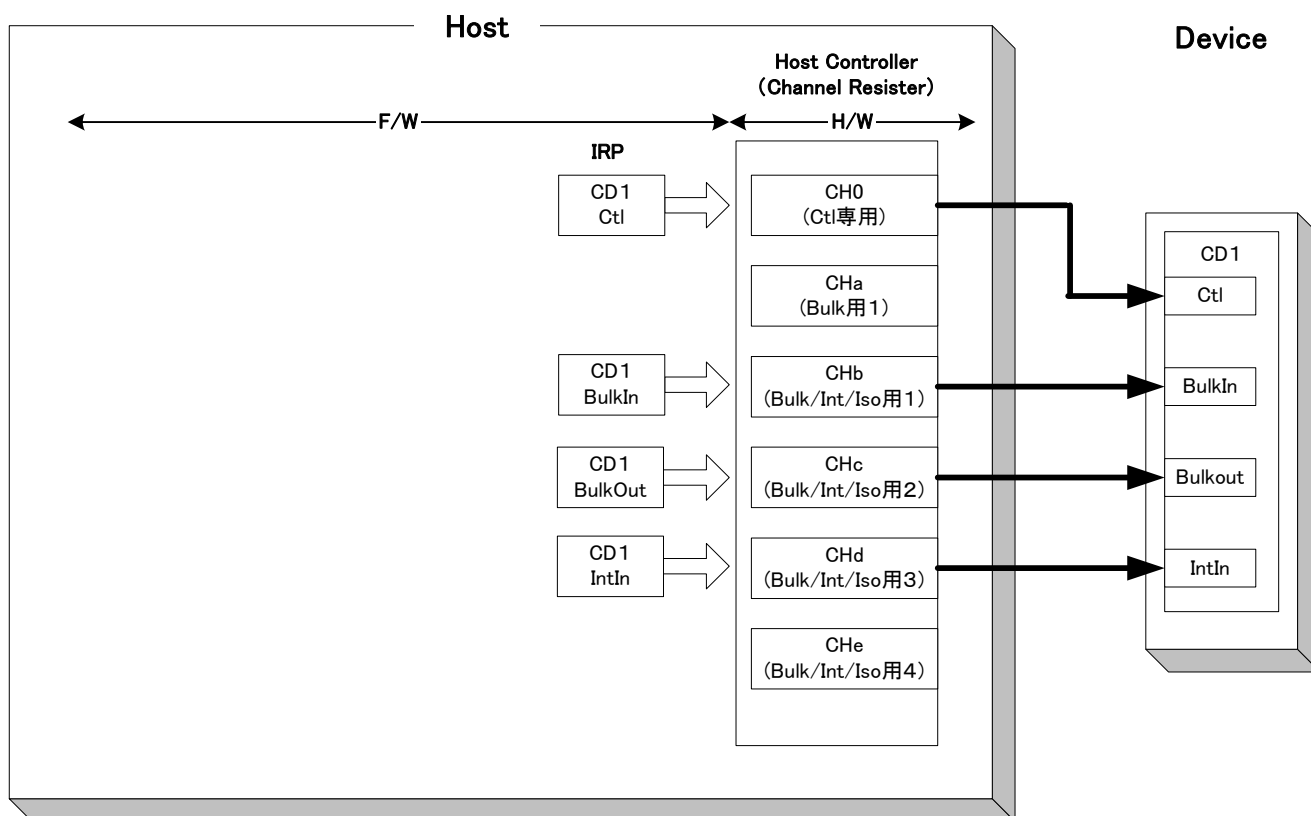 Host
Device
Host Controller
(Channel Resister)
F/W
H/W
IRP
CD1
Ctl
CH0
(Ctl専用)
CD1
Ctl
CHa
(Bulk用1)
CD1
BulkIn
CHb
(Bulk/Int/Iso用1)
BulkIn
CD1
BulkOut
CHc
(Bulk/Int/Iso用2)
Bulkout
CD1
IntIn
CHd
(Bulk/Int/Iso用3)
IntIn
CHe
(Bulk/Int/Iso用4)